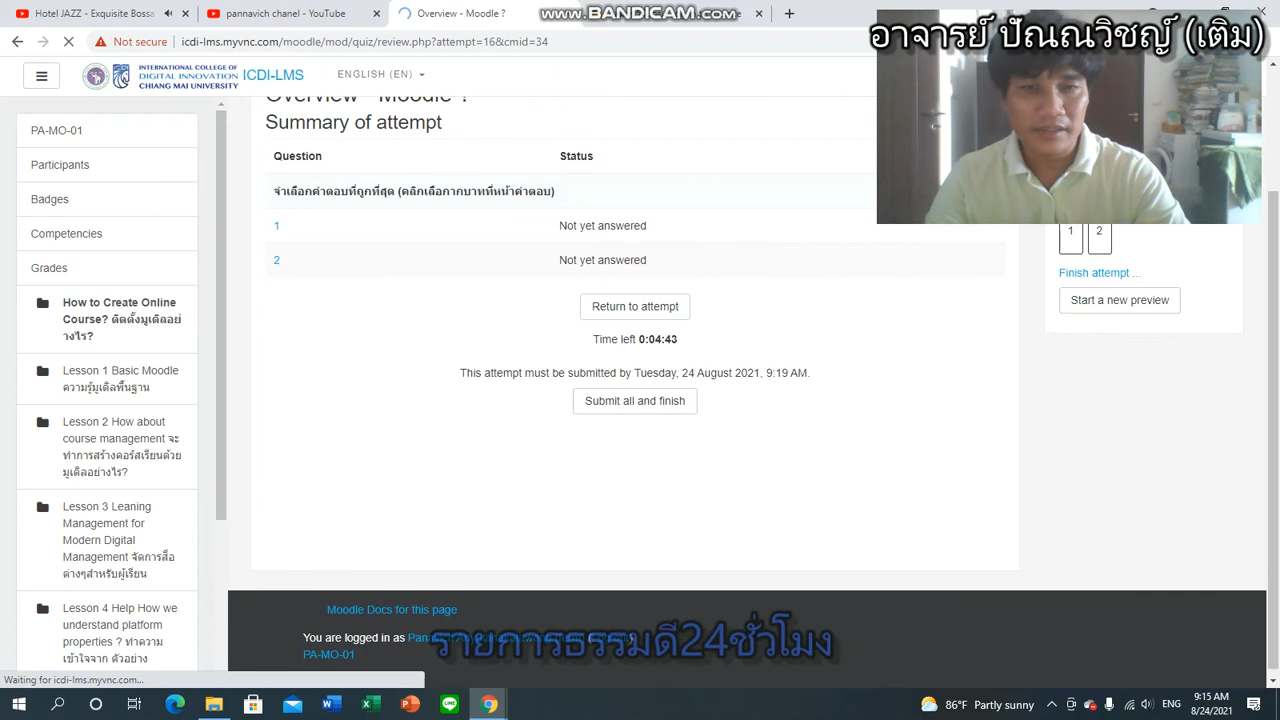 Hotel JAZZ - Exquisite Boss
pannavich
- YouTube
Overview - Moodle ?
www.BANDICAM.com
Not secure
icdi-lms.myvnc.com/moodle/mod/quiz/review.php?attempt=16&cmid=34
อาจารย์ ปัณณวิชญ์ (เติม)
INTERNATIONAL COLLEGE OF
DIGITAL INNOVATION
CHIANG MAI UNIVERSITY
ICDI-LMS
ENGLISH (EN)
PA-MO-01
Participants
Badges
Competencies
Grades
How to Create Online
Course? ติดตั้งมูเดิลอย่
างไร?
Lesson 1 Basic Moodle
ความรู้มูเดิลพื้นฐาน
Lesson 2 How about
course management จะ
ทำการสร้างคอร์สเรียนด้วย
มูเดิลอย่างไร?
Lesson 3 Leaning
Management for
Modern Digital
Management จัดการสื่อ
ต่างๆสำหรับผู้เรียน
Lesson 4 Help How we
understand platform
properties ? ทำความ
เข้าใจจาก ตัวอย่าง
Overview - Moodle ?
Summary of attempt
Question Status
จำเลือกคำตอบที่ถูกที่สุด (คลิกเลือกากบาทที่หน้าคำตอบ)
1 Not yet answered
2 Not yet answered
Return to attempt
Time left 0:04:43
This attempt must be submitted by Tuesday, 24 August 2021, 9:19 AM.
Submit all and finish
1 2
Finish attempt ...
Start a new preview
Moodle Docs for this page
You are logged in as
PA-MO-01
รายการธรรมดี24ชั่วโมง
Waiting for icdi-lms.myvnc.com...
86°F Partly sunny
ENG
9:15 AM
8/24/2021